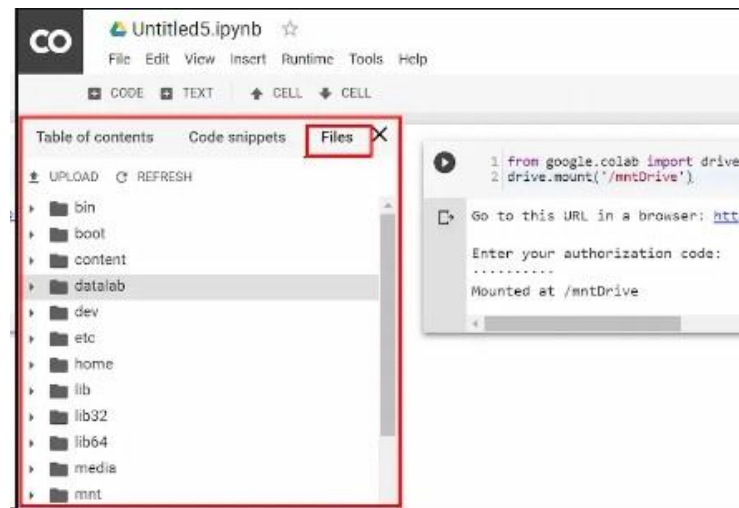 CO Untitled5.ipynb
File Edit View Insert Runtime Tools Help
CODE TEXT CELL CELL
Table of contents Code snippets Files X
UPLOAD REFRESH
bin
boot
content
datalab
dev
etc
home
lib
lib32
lib64
media
mnt
1 from google.colab import drive
2 drive.mount('/mntDrive')
Go to this URL in a browser: htt
Enter your authorization code:
..........
Mounted at /mntDrive